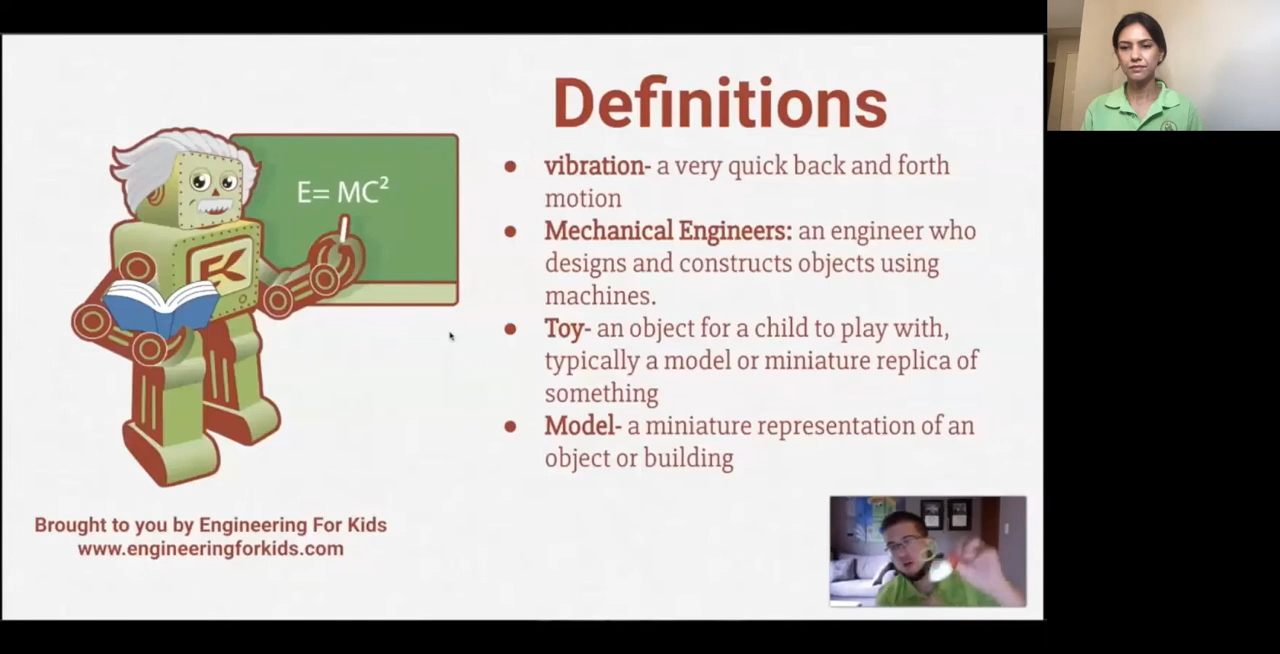 Definitions
E= MC²
vibration- a very quick back and forth
motion
Mechanical Engineers: an engineer who
designs and constructs objects using
machines.
Toy- an object for a child to play with,
typically a model or miniature replica of
something
Model- a miniature representation of an
object or building
EK
Brought to you by Engineering For Kids
www.engineeringforkids.com